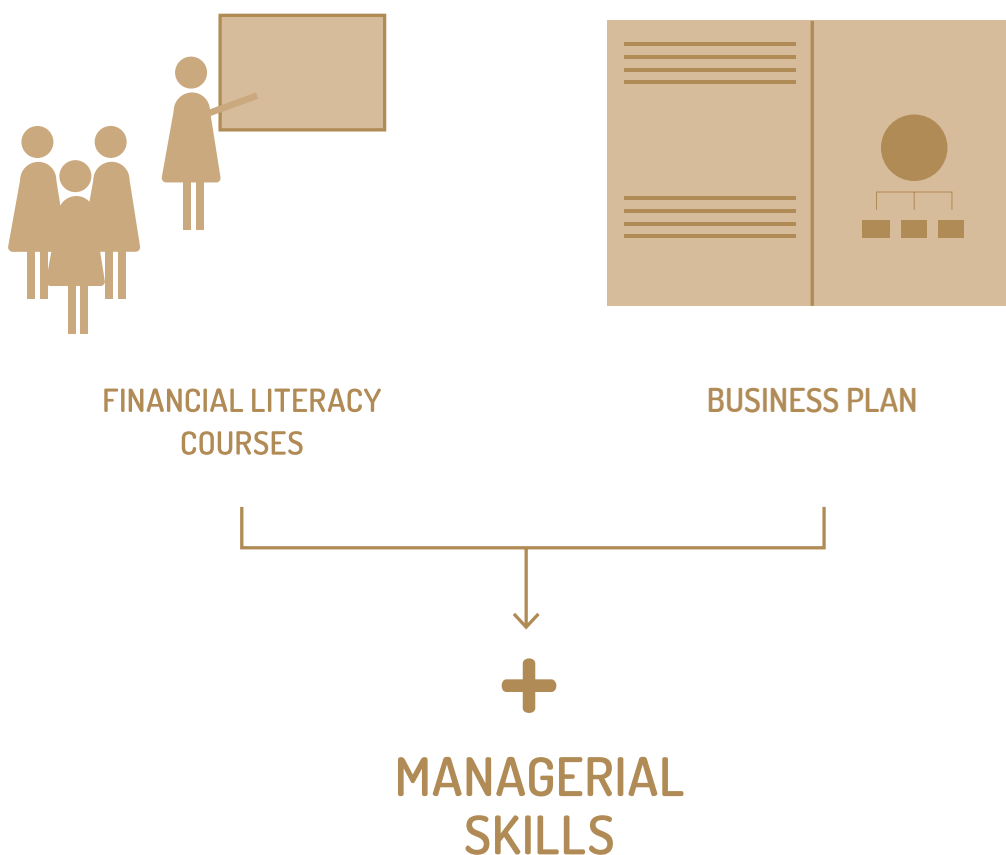 FINANCIAL LITERACY
COURSES
BUSINESS PLAN
MANAGERIAL
SKILLS